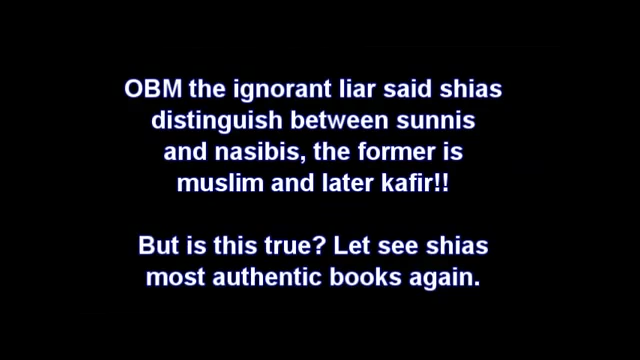 OBM the ignorant liar said shias
distinguish between sunnis
and nasibis, the former is
muslim and later kafir!!
But is this true? Let see shias
most authentic books again.